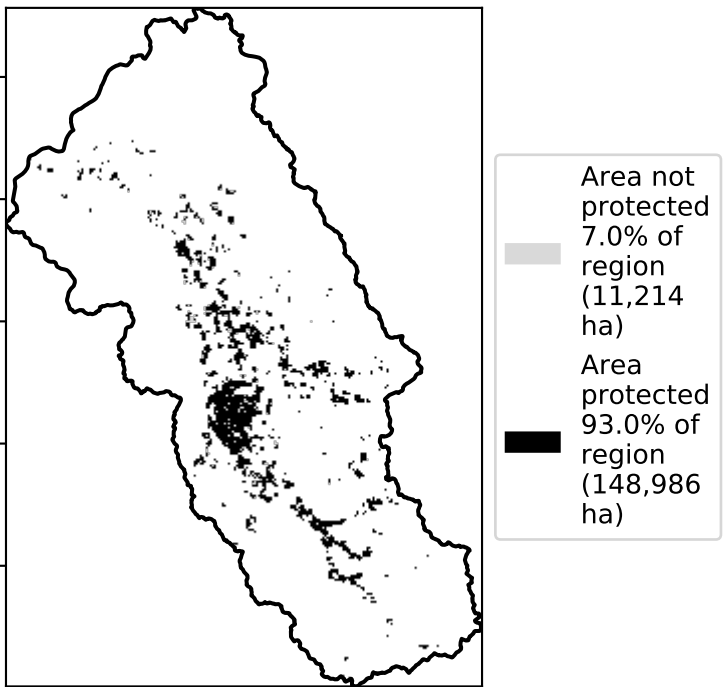 Area not
protected
7.0% of
region
(11,214
ha)
Area
protected
93.0% of
region
(148,986
ha)